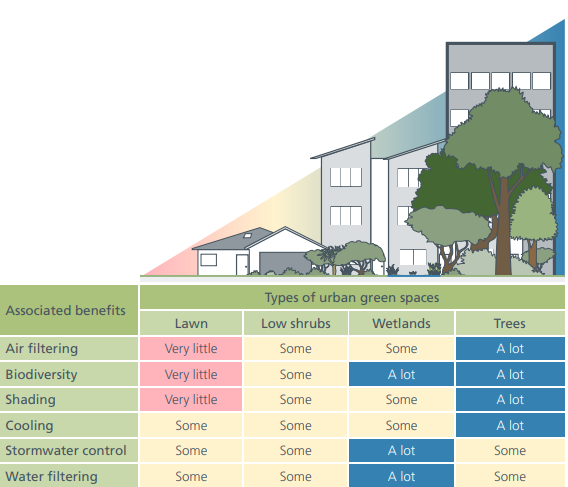 Associated benefits
Types of urban green spaces
Lawn Low shrubs Wetlands Trees
Air filtering Very little Some Some A lot
Biodiversity Very little Some A lot A lot
Shading Very little Some Some A lot
Cooling Some Some Some A lot
Stormwater control Some Some A lot Some
Water filtering Some Some A lot Some